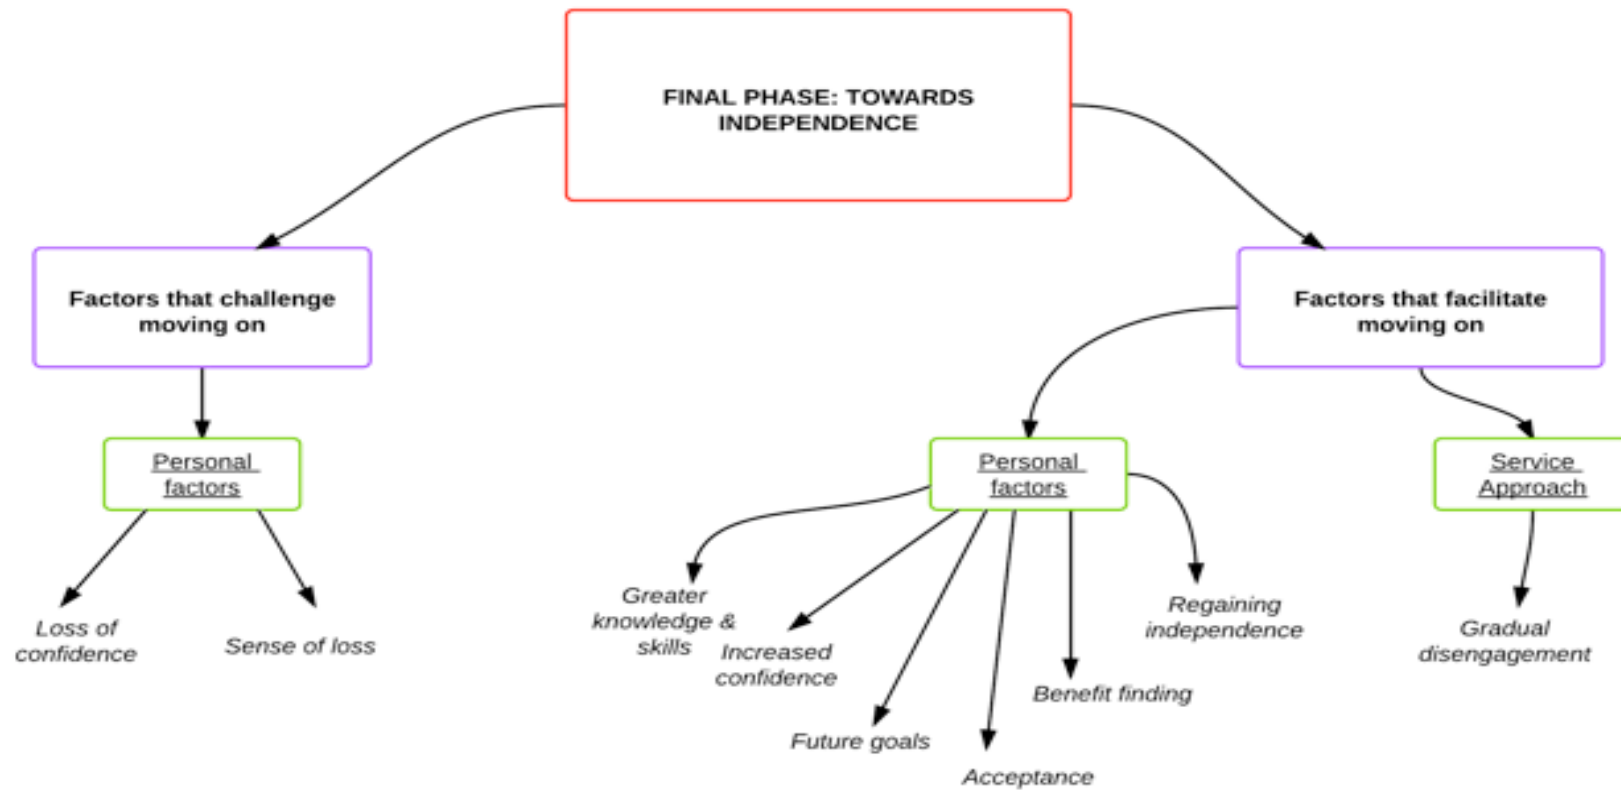 FINAL PHASE: TOWARDS
INDEPENDENCE
Factors that challenge
moving on
Factors that facilitate
moving on
Personal
factors
Personal
factors
Service
Approach
Loss of
confidence
Sense of loss
Greater
knowledge &
skills
Increased
confidence
Future goals
Acceptance
Benefit finding
Regaining
independence
Gradual
disengagement